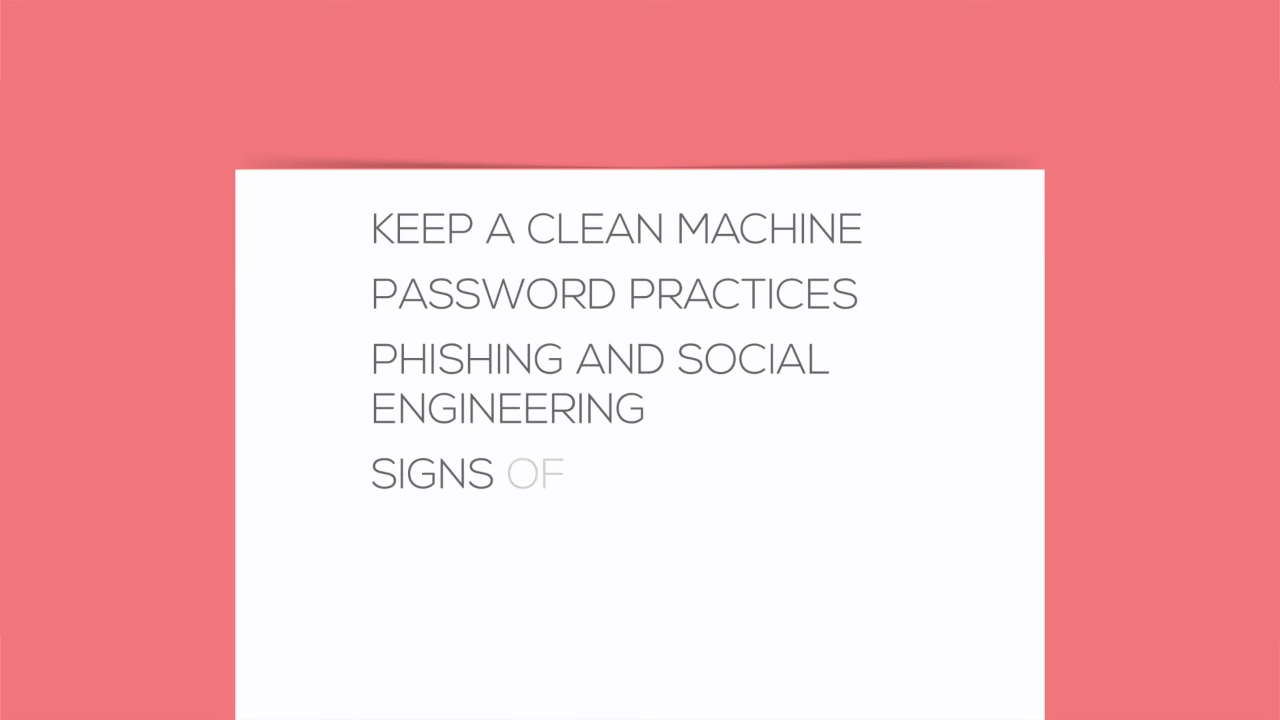 KEEP A CLEAN MACHINE
PASSWORD PRACTICES
PHISHING AND SOCIAL
ENGINEERING
SIGNS OF